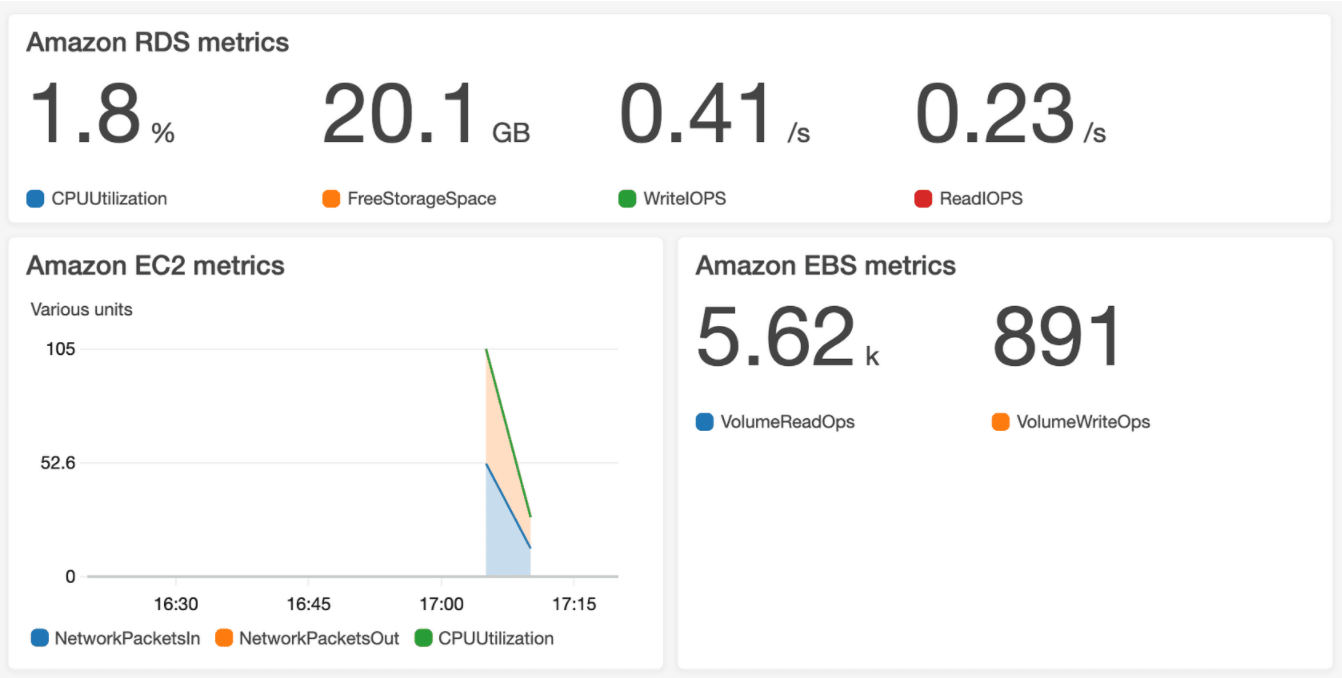 Amazon RDS metrics
1.8 % 20.1 GB 0.41 /s 0.23 /s
CPUUtilization FreeStorageSpace WriteIOPS ReadIOPS
Amazon EC2 metrics
Various units
105
52.6
0
16:30 16:45 17:00 17:15
NetworkPacketsIn NetworkPacketsOut CPUUtilization
Amazon EBS metrics
5.62 k 891
VolumeReadOps VolumeWriteOps